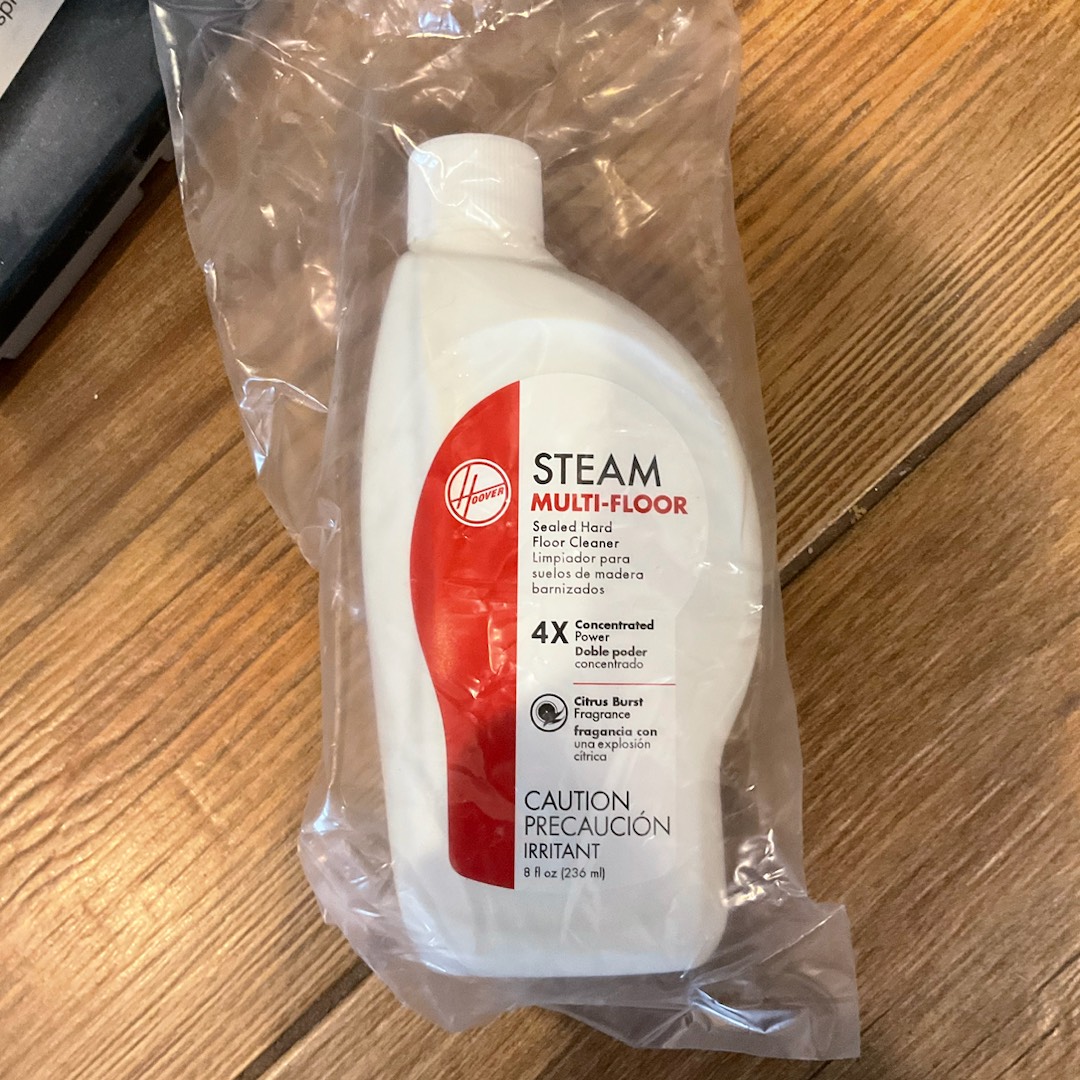 spr
HOOVER
STEAM
MULTI-FLOOR
Sealed Hard
Floor Cleaner
Limpiador para
suelos de madera
barnizados
4X Concentrated
Power
Doble poder
concentrado
Citrus Burst
Fragrance
fragancia con
una explosión
cítrica
CAUTION
PRECAUCIÓN
IRRITANT
8 fl oz (236 ml)